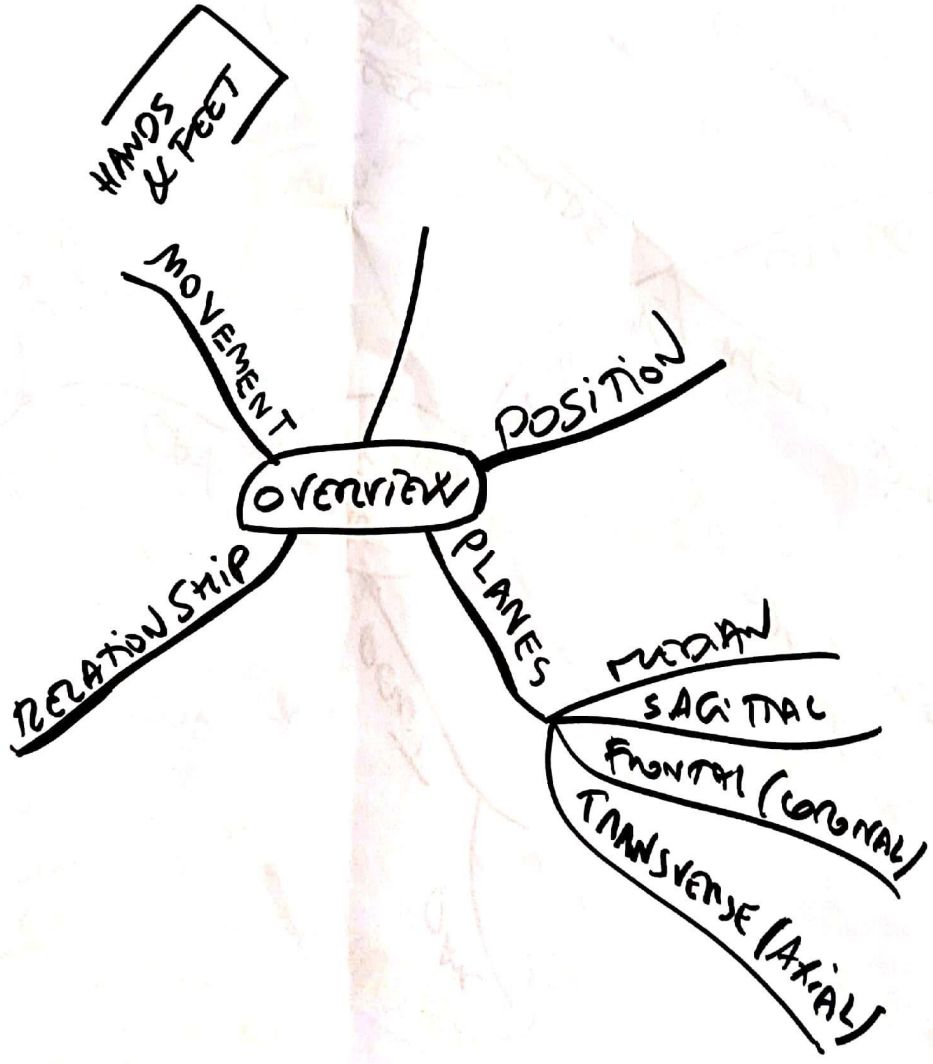 HANDS
& FEET
MOVEMENT
POSITION
OVERVIEW
RELATIONSHIP
PLANES
MEDIAN
SAGITTAL
FRONTAL (CORONAL)
TRANSVERSE (AXIAL)